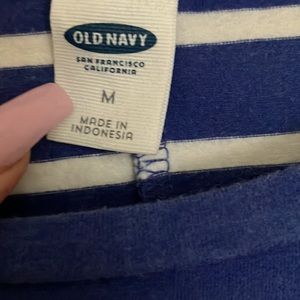 OLD NAVY
SAN FRANCISCO
CALIFORNIA
M
MADE IN
INDONESIA